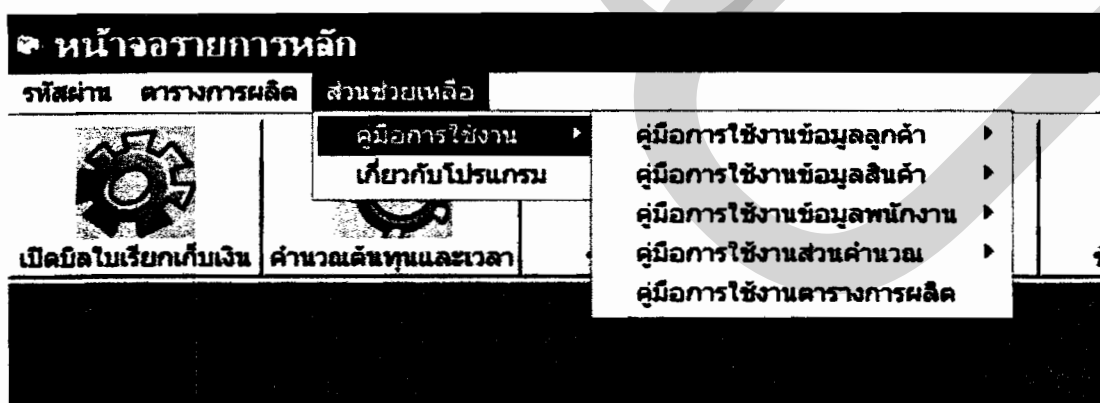 หน้าจอรายการหลัก
รหัสผ่าน ตารางการผลิต ส่วนช่วยเหลือ
คู่มือการใช้งาน
เกี่ยวกับโปรแกรม
คู่มือการใช้งานข้อมูลลูกค้า
คู่มือการใช้งานข้อมูลสินค้า
คู่มือการใช้งานข้อมูลพนักงาน
คู่มือการใช้งานส่วนคำนวณ
คู่มือการใช้งานตารางการผลิต
เปิดบิลใบเรียกเก็บเงิน คำนวณต้นทุนและเวลา